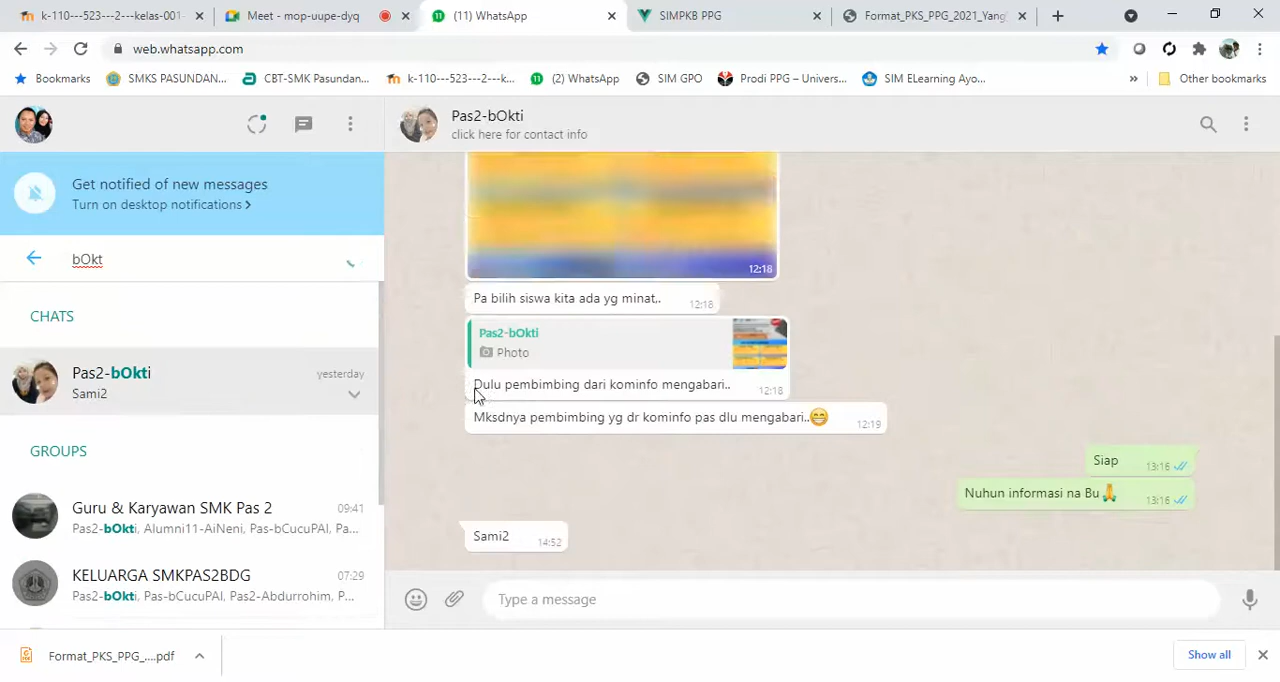 k-110---523---2---kelas-001-
Meet - mop-uupe-dyq
(11) WhatsApp
SIMPKB PPG
Format_PKS_PPG_2021_Yang
web.whatsapp.com
Bookmarks
SMKS PASUNDAN...
CBT-SMK Pasundan...
k-110---523---2---k...
(2) WhatsApp
SIM GPO
Prodi PPG – Univers...
SIM ELearning Ayo...
»
Other bookmarks
Pas2-bOkti
click here for contact info
Get notified of new messages
Turn on desktop notifications >
bOkt
CHATS
Pas2-bOkti
yesterday
Sami2
GROUPS
Guru & Karyawan SMK Pas 2
09:41
Pas2-bOkti, Alumni11-AiNeni, Pas-bCucuPAI, Pa...
KELUARGA SMKPAS2BDG
07:29
Pas2-bOkti, Pas-bCucuPAI, Pas2-Abdurrohim, P...
12:18
Pa bilih siswa kita ada yg minat..
12:18
Pas2-bOkti
Photo
Dulu pembimbing dari kominfo mengabari..
12:18
Mksdnya pembimbing yg dr kominfo pas dlu mengabari..😁
12:19
Siap
13:16
Nuhun informasi na Bu🙏
13:16
Sami2
14:52
Type a message
Format_PKS_PPG_....pdf
Show all